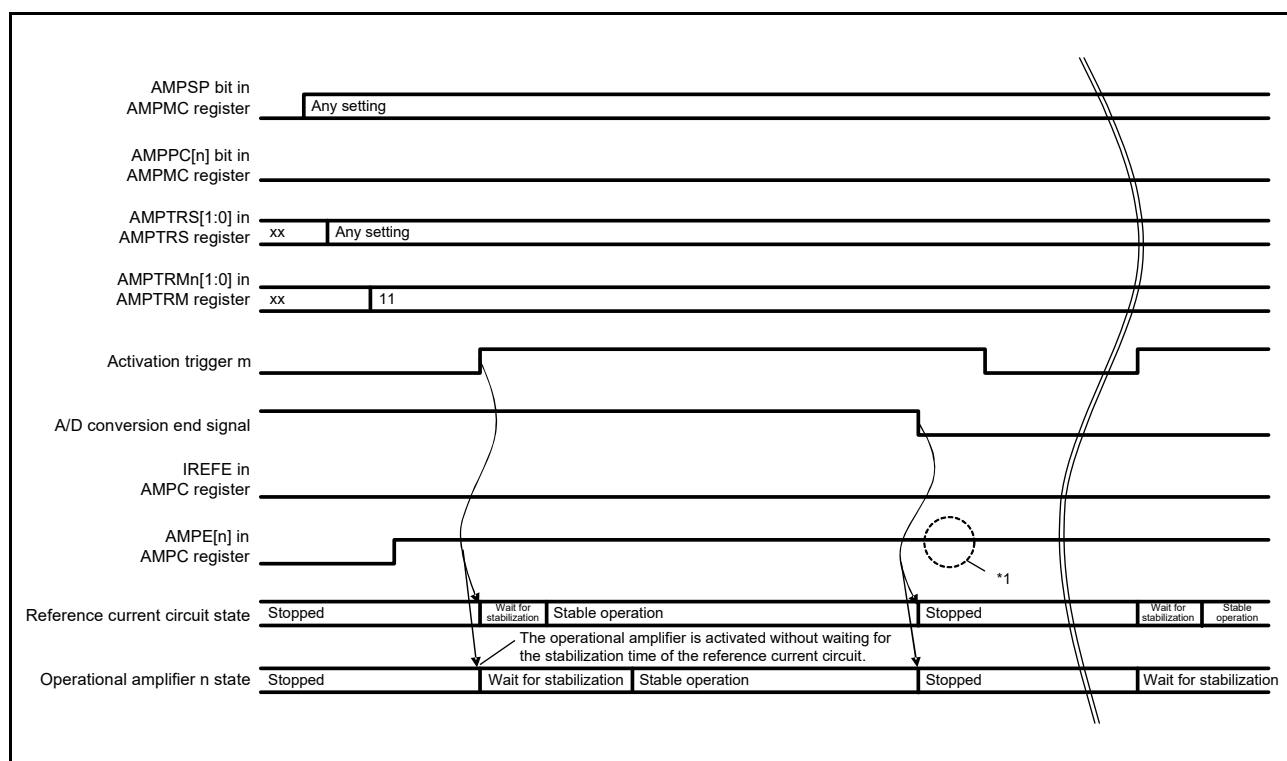 AMPSP bit in
AMPMC register
Any setting
AMPPC[n] bit in
AMPMC register
AMPTRS[1:0] in
AMPTRS register
xx
Any setting
AMPTRMn[1:0] in
AMPTRM register
xx
11
Activation trigger m
A/D conversion end signal
IREFE in
AMPC register
AMPE[n] in
AMPC register
*1
Reference current circuit state
Stopped
Wait for
stabilization
Stable operation
Stopped
Wait for
stabilization
Stable
operation
The operational amplifier is activated without waiting for
the stabilization time of the reference current circuit.
Operational amplifier n state
Stopped
Wait for stabilization
Stable operation
Stopped
Wait for stabilization